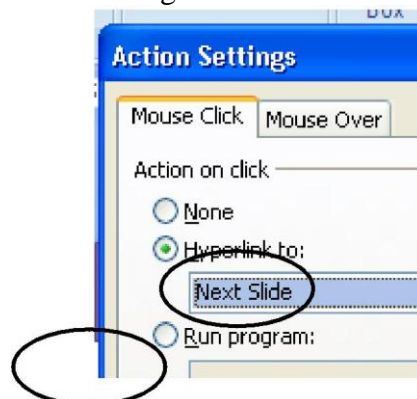 Action Settings
Mouse Click Mouse Over
Action on click
None
Hyperlink to:
Next Slide
Run program: